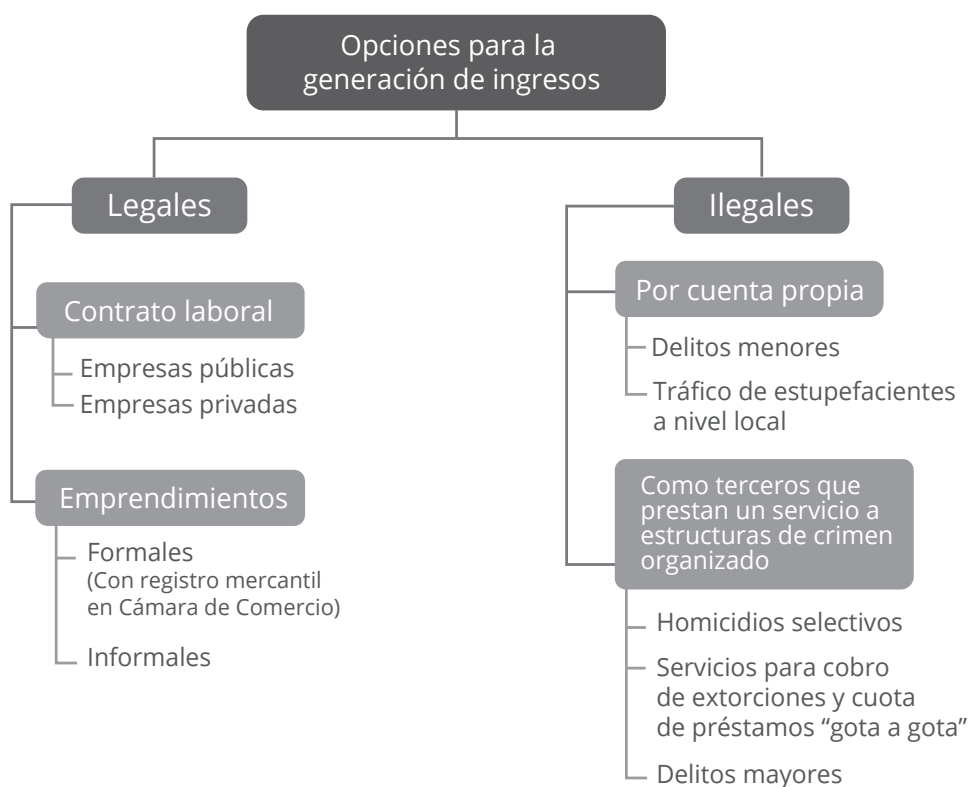 Opciones para la
generación de ingresos
Legales
Contrato laboral
Empresas públicas
Empresas privadas
Emprendimientos
Formales
(Con registro mercantil
en Cámara de Comercio)
Informales
Ilegales
Por cuenta propia
Delitos menores
Tráfico de estupefacientes
a nivel local
Como terceros que
prestan un servicio a
estructuras de crimen
organizado
Homicidios selectivos
Servicios para cobro
de extorciones y cuota
de préstamos “gota a gota”
Delitos mayores